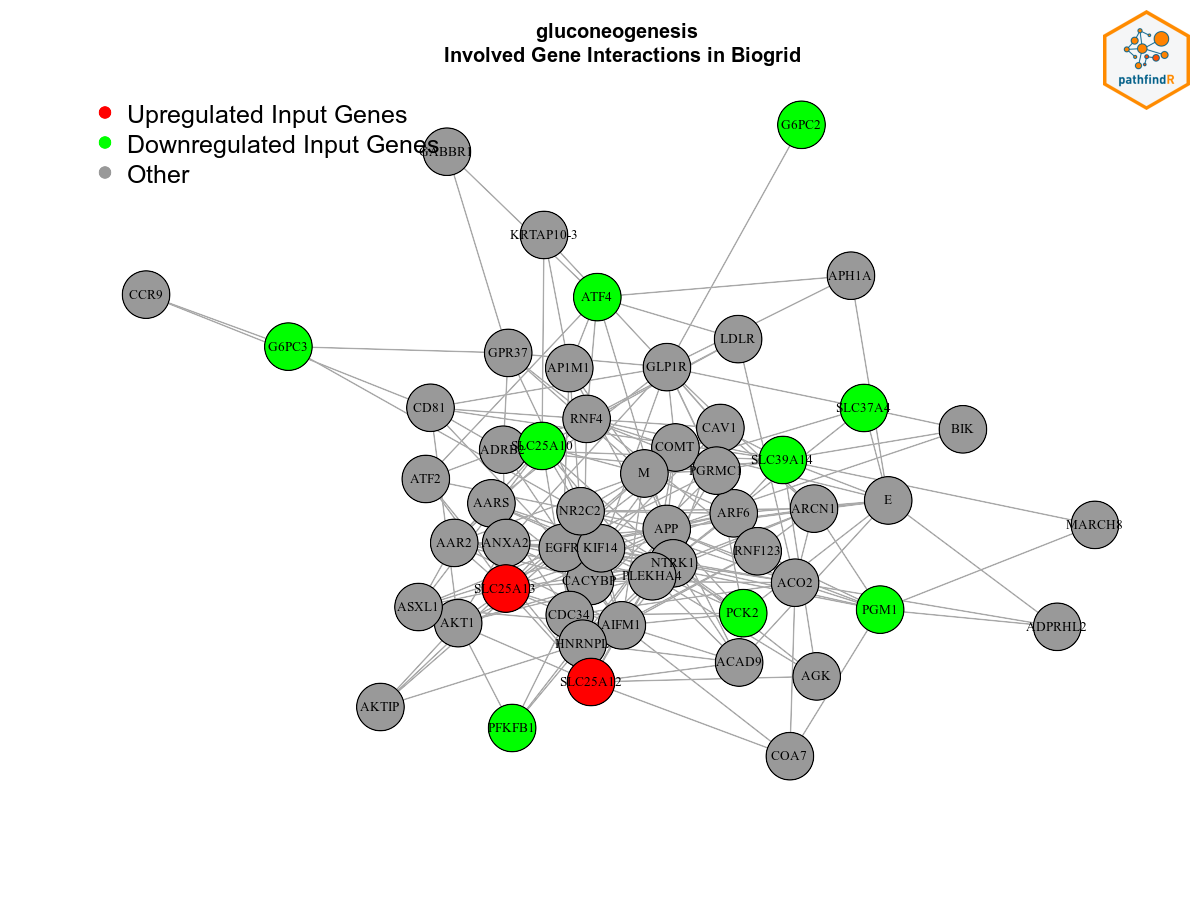 gluconeogenesis
Involved Gene Interactions in Biogrid
pathfindR
Upregulated Input Genes
Downregulated Input Genes
Other
G6PC2
GABBR1
KRTAP10-3
APH1A
CCR9
ATF4
LDLR
G6PC3
GPR37
AP1M1
GLP1R
CD81
SLC37A4
RNF4
CAV1
BIK
ADRB2
SLC25A10
COMT
SLC39A14
ATF2
M
PGRMC1
AARS
E
NR2C2
ARF6
ARCN1
MARCH8
APP
AAR2
ANXA2
EGFR
KIF14
RNF123
NTRK1
PLEKHA4
CACYBP
ACO2
SLC25A13
ASXL1
AKT1
CDC34
AIFM1
PCK2
PGM1
ADPRHL2
HNRNPL
ACAD9
AGK
SLC25A12
AKTIP
PFKFB1
COA7